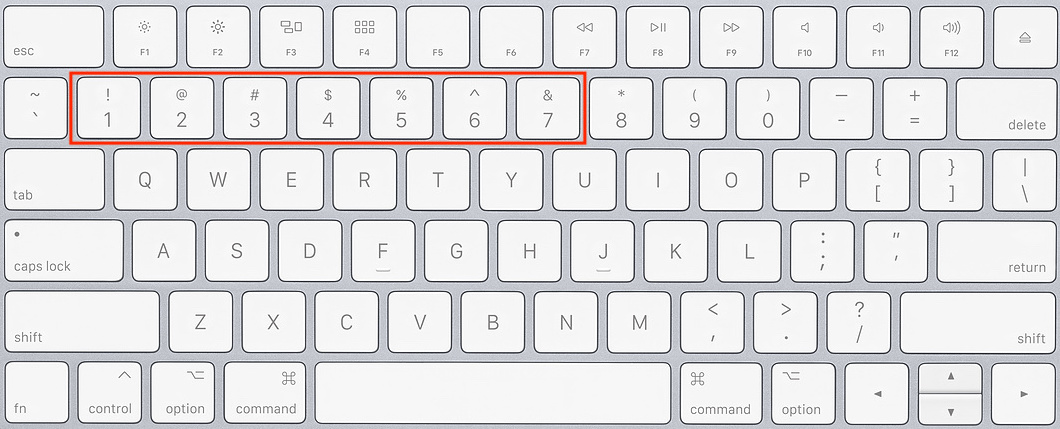 esc F1 F2 F3 F4 F5 F6 F7 F8 F9 F10 F11 F12
~ ! @ # $ % ^ & * ( ) — +
` 1 2 3 4 5 6 7 8 9 0 - = delete
tab Q W E R T Y U I O P { } |
[ ] \
caps lock A S D F G H J K L : " return
; '
shift Z X C V B N M < > ? shift
, . /
fn control option command command option